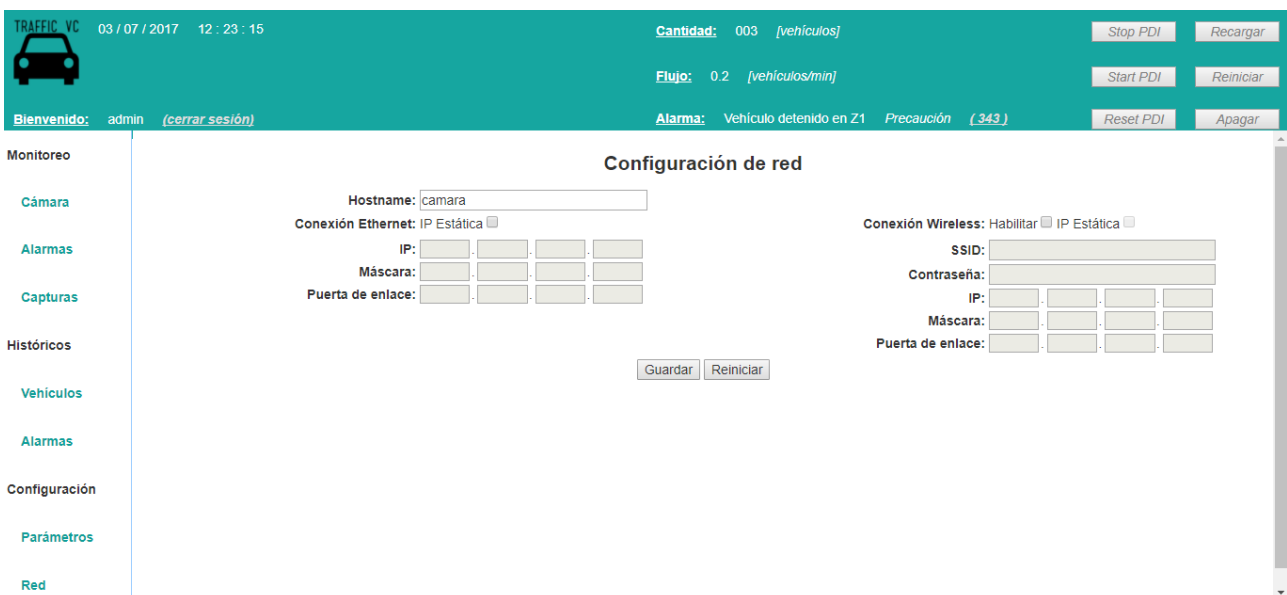 TRAFFIC VC 03 / 07 / 2017 12 : 23 : 15 Cantidad: 003 [vehículos] Stop PDI Recargar
Flujo: 0.2 [vehículos/min] Start PDI Reiniciar
Bienvenido: admin (cerrar sesión) Alarma: Vehículo detenido en Z1 Precaución ( 343 ) Reset PDI Apagar
Monitoreo
Cámara
Alarmas
Capturas
Históricos
Vehículos
Alarmas
Configuración
Parámetros
Red
Configuración de red
Hostname: camara
Conexión Ethernet: IP Estática
IP: . . .
Máscara: . . .
Puerta de enlace: . . .
Conexión Wireless: Habilitar IP Estática
SSID:
Contraseña:
IP: . . .
Máscara: . . .
Puerta de enlace: . . .
Guardar Reiniciar